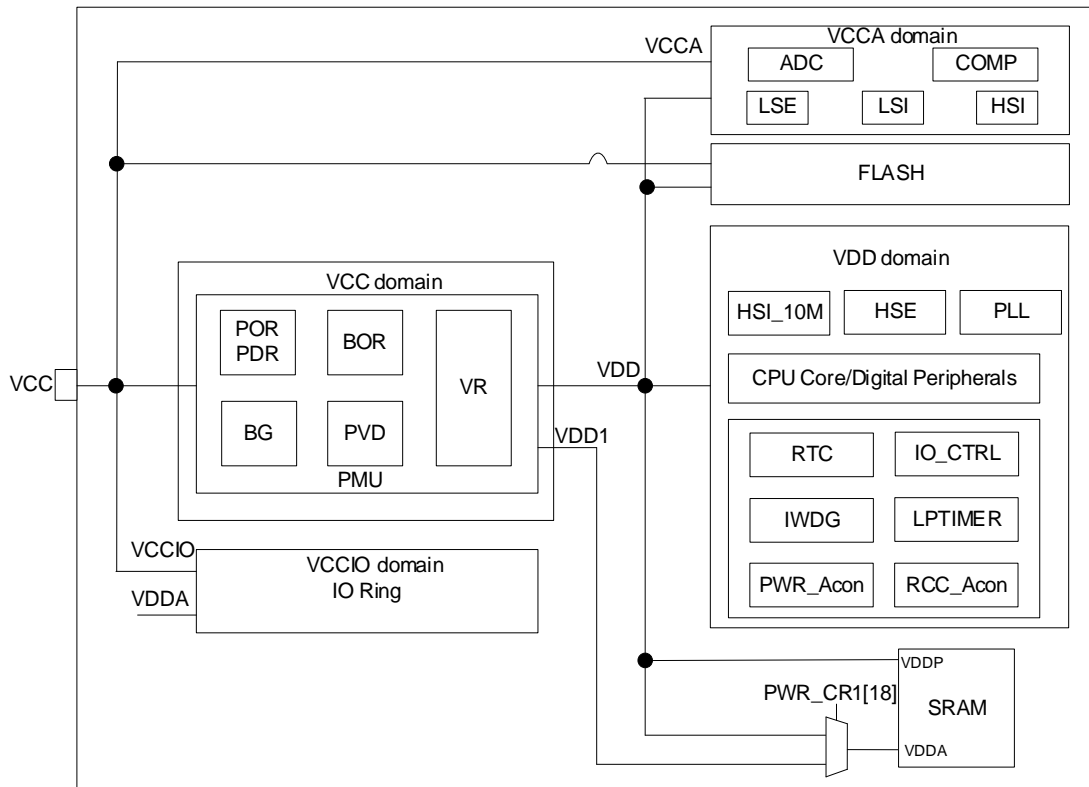 VCCA
VCCA domain
ADC
COMP
LSE
LSI
HSI
FLASH
VCC domain
POR
PDR
BOR
VR
BG
PVD
PMU
VCC
VDD
VDD1
VDD domain
HSI_10M
HSE
PLL
CPU Core/Digital Peripherals
RTC
IO_CTRL
IWDG
LPTIMER
PWR_Acon
RCC_Acon
VCCIO
VDDA
VCCIO domain
IO Ring
PWR_CR1[18]
VDDP
SRAM
VDDA